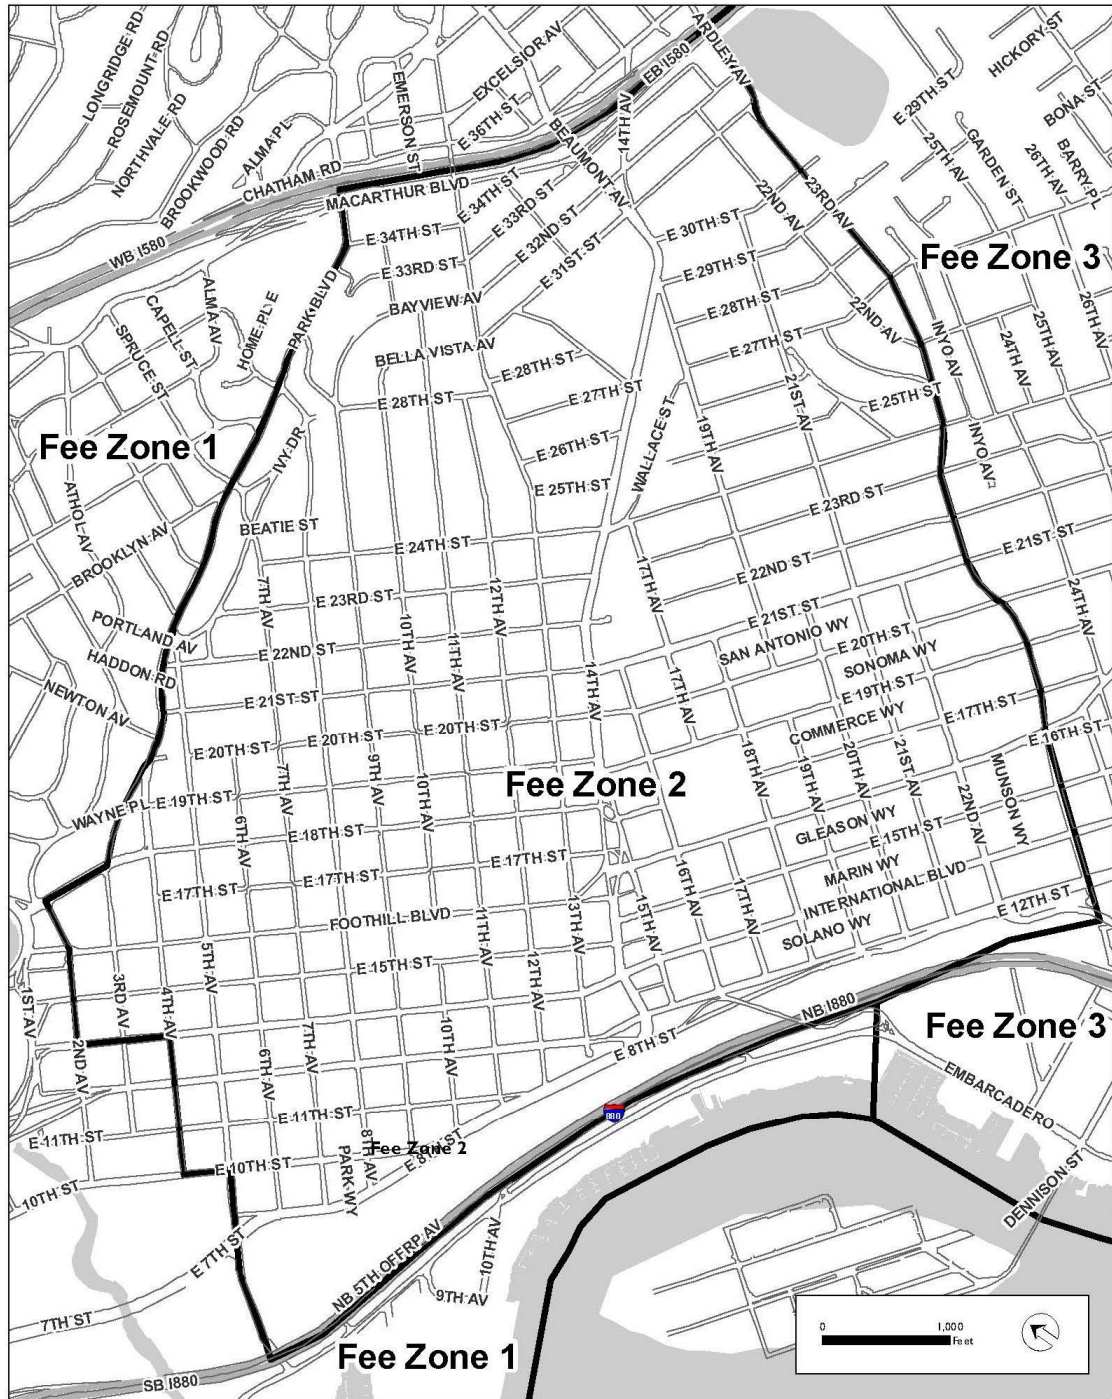 LONGRIDGE RD
ROSEMOUNT RD
NORTHVALE RD
BROOKWOOD RD
ALMA PL
CHATHAM RD
WB I580
EMERSON ST
EXCELSIOR AV
E 36TH ST
BEAUMONT AV
14TH AV
EB I580
ARDLEY AV
HICKORY ST
E 29TH ST
BONA ST
25TH AV
GARDEN ST
26TH AV
BARRY PL
MACARTHUR BLVD
E 34TH ST
E 34TH ST
E 33RD ST
E 33RD ST
E 32ND ST
E 31ST ST
22ND AV
23RD AV
E 30TH ST
E 29TH ST
E 28TH ST
22ND AV
E 27TH ST
Fee Zone 3
INYO AV
24TH AV
25TH AV
26TH AV
CAPELL ST
SPRUCE ST
ALMA AV
HOME PL E
PARK BLVD
BAYVIEW AV
BELLA VISTA AV
E 28TH ST
E 28TH ST
E 27TH ST
E 26TH ST
E 25TH ST
WALLACE ST
19TH AV
21ST AV
E 25TH ST
INYO AV
Fee Zone 1
IVY DR
ATHOL AV
BROOKLYN AV
BEATIE ST
E 24TH ST
E 23RD ST
E 23RD ST
E 22ND ST
E 21ST ST
24TH AV
7TH AV
10TH AV
11TH AV
12TH AV
17TH AV
PORTLAND AV
HADDON RD
NEWTON AV
E 22ND ST
E 21ST ST
E 20TH ST
E 20TH ST
E 20TH ST
14TH AV
17TH AV
E 21ST ST
SAN ANTONIO WY
E 20TH ST
SONOMA WY
E 19TH ST
COMMERCE WY
E 17TH ST
E 16TH ST
WAYNE PL
E 19TH ST
6TH AV
7TH AV
9TH AV
10TH AV
Fee Zone 2
18TH AV
19TH AV
20TH AV
21ST AV
22ND AV
MUNSON WY
E 18TH ST
GLEASON WY
E 15TH ST
E 17TH ST
E 17TH ST
E 17TH ST
MARIN WY
INTERNATIONAL BLVD
SOLANO WY
E 12TH ST
16TH AV
17TH AV
15TH AV
13TH AV
12TH AV
11TH AV
FOOTHILL BLVD
E 15TH ST
5TH AV
4TH AV
3RD AV
1ST AV
2ND AV
6TH AV
7TH AV
10TH AV
E 8TH ST
NB I880
Fee Zone 3
EMBARCADERO
DENNISON ST
E 11TH ST
E 11TH ST
880
E 10TH ST
10TH ST
PARK WY
8TH AV
Fee Zone 2
E 8TH ST
E 7TH ST
7TH ST
NB 5TH OFFRP AV
10TH AV
9TH AV
Fee Zone 1
SB I880
0 1,000
Feet